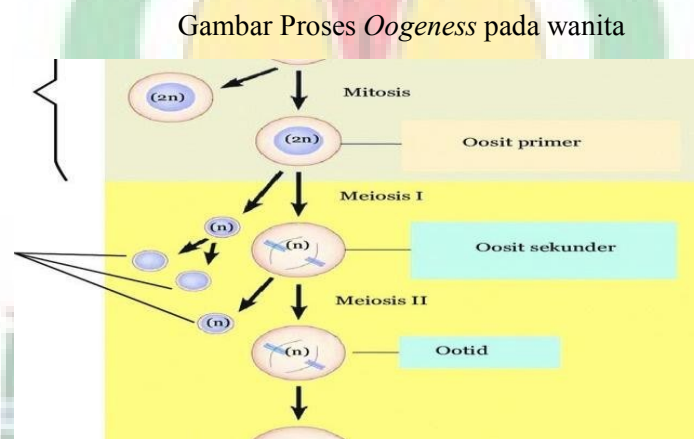 Gambar Proses Oogeness pada wanita
(2n)
Mitosis
(2n)
Oosit primer
Meiosis I
(n)
(n)
Oosit sekunder
Meiosis II
(n)
(n)
Ootid